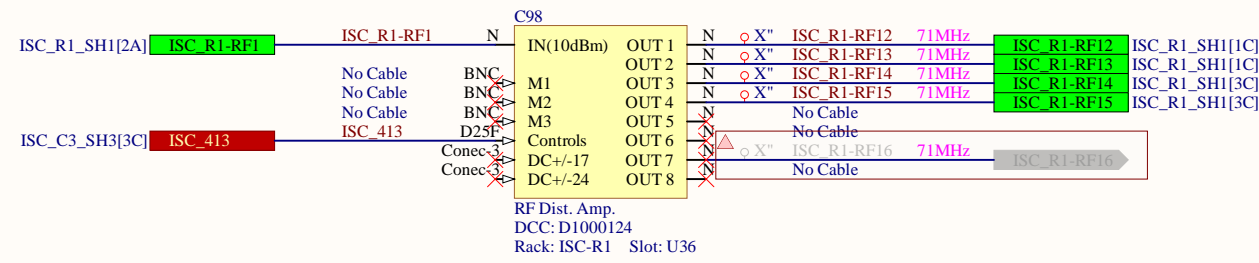 C98
ISC_R1_SH1[2A] ISC_R1-RF1 ISC_R1-RF1 N IN(10dBm) OUT 1 N X" ISC_R1-RF12 71MHz ISC_R1-RF12 ISC_R1_SH1[1C]
OUT 2 N ISC_R1-RF13 71MHz ISC_R1-RF13 ISC_R1_SH1[1C]
No Cable BNC M1 OUT 3 N X" ISC_R1-RF14 71MHz ISC_R1-RF14 ISC_R1_SH1[3C]
No Cable BNC M2 OUT 4 N X" ISC_R1-RF15 71MHz ISC_R1-RF15 ISC_R1_SH1[3C]
No Cable BNC M3 OUT 5 N No Cable
ISC_C3_SH3[3C] ISC_413 ISC_413 D25F Controls OUT 6 N No Cable
Conec-3 DC+/-17 OUT 7 N X" ISC_R1-RF16 71MHz ISC_R1-RF16
Conec-3 DC+/-24 OUT 8 N No Cable
RF Dist. Amp.
DCC: D1000124
Rack: ISC-R1 Slot: U36